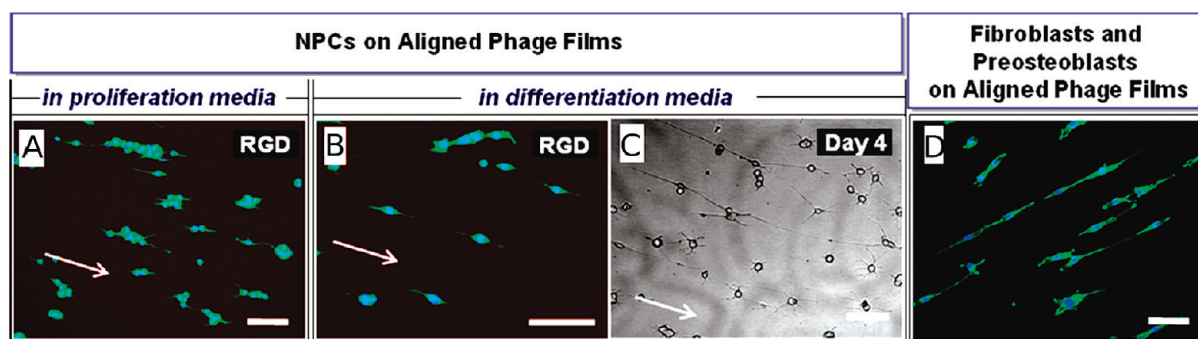 NPCs on Aligned Phage Films
Fibroblasts and
Preosteoblasts
on Aligned Phage Films
in proliferation media
in differentiation media
A
RGD
B
RGD
C
Day 4
D